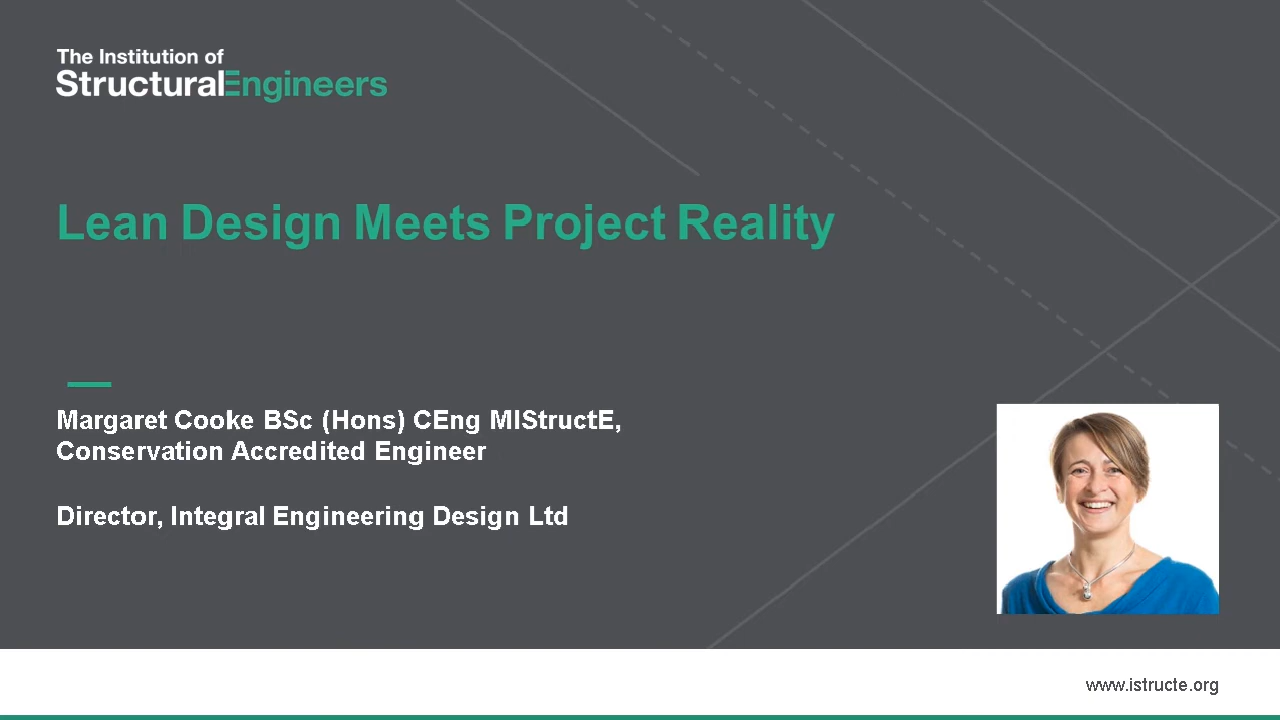 The Institution of
StructuralEngineers
Lean Design Meets Project Reality
Margaret Cooke BSc (Hons) CEng MIStructE,
Conservation Accredited Engineer
Director, Integral Engineering Design Ltd
www.istructe.org